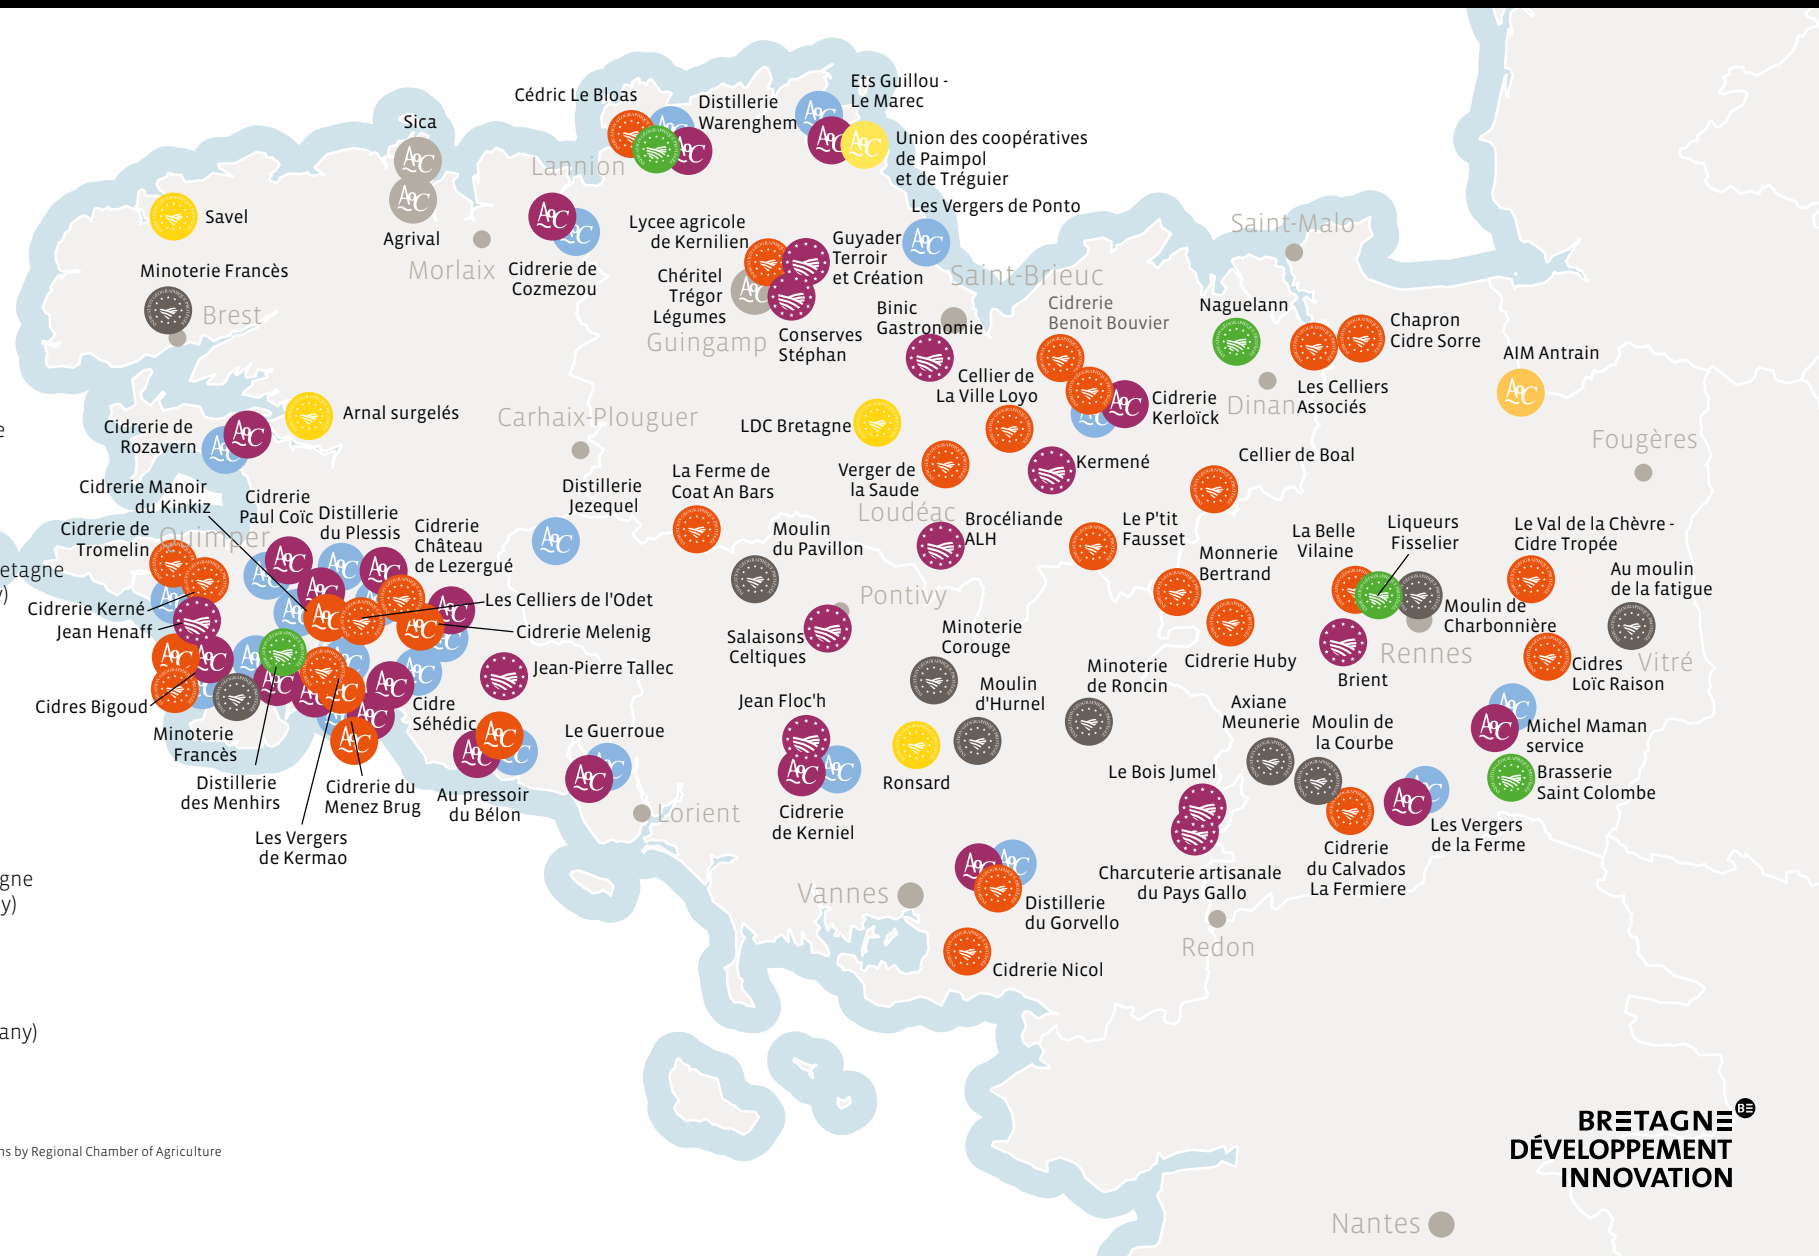 Cédric Le Bloas
Distillerie
Warenghem
Ets Guillou -
Le Marec
Sica
Union des coopératives
de Paimpol
et de Tréguier
Lannion
Les Vergers de Ponto
Savel
Agrival
Morlaix
Cidrerie de
Cozmezou
Lycee agricole
de Kernilien
Guyader
Terroir
et Création
Chéritel
Trégor
Légumes
Guingamp
Conserves
Stéphan
Saint-Brieuc
Saint-Malo
Minoterie Francès
Brest
Binic
Gastronomie
Cidrerie
Benoit Bouvier
Naguelann
Chapron
Cidre Sorre
AIM Antrain
Cellier de
La Ville Loyo
Cidrerie
Kerloïck
Dinan
Les Celliers
Associés
Fougères
Arnal surgelés
Carhaix-Plouguer
LDC Bretagne
Cidrerie de
Rozavern
Verger de
la Saude
Kermené
Cellier de Boal
Loudéac
Cidrerie Manoir
du Kinkiz
Cidrerie
Paul Coïc
Distillerie
du Plessis
Cidrerie
Château
de Lezergué
Distillerie
Jezequel
La Ferme de
Coat An Bars
Moulin
du Pavillon
Brocéliande
ALH
Le P'tit
Fausset
Monnerie
Bertrand
La Belle
Vilaine
Liqueurs
Fisselier
Le Val de la Chèvre -
Cidre Tropée
Au moulin
de la fatigue
Cidrerie de
Tromelin
Quimper
e
etagne
y)
Cidrerie Kerné
Jean Henaff
Les Celliers de l'Odet
Cidrerie Melenig
Pontivy
Salaisons
Celtiques
Minoterie
Corouge
Moulin de
Charbonnière
Rennes
Vitré
Cidrerie Huby
Brient
Cidres
Loïc Raison
Jean-Pierre Tallec
Minoterie
de Roncin
Moulin
d'Hurnel
Cidres Bigoud
Cidre
Séhédic
Jean Floc'h
Axiane
Meunerie
Moulin de
la Courbe
Michel Maman
service
Minoterie
Francès
Le Guerroue
Ronsard
Le Bois Jumel
Brasserie
Saint Colombe
Distillerie
des Menhirs
Cidrerie du
Menez Brug
Au pressoir
du Bélon
Lorient
Cidrerie
de Kerniel
Les Vergers
de la Ferme
Les Vergers
de Kermao
Cidrerie
du Calvados
La Fermiere
Charcuterie artisanale
du Pays Gallo
gne
y)
Vannes
Distillerie
du Gorvello
Redon
Cidrerie Nicol
any)
ns by Regional Chamber of Agriculture
BRETAGNE
DÉVELOPPEMENT
INNOVATION
Nantes